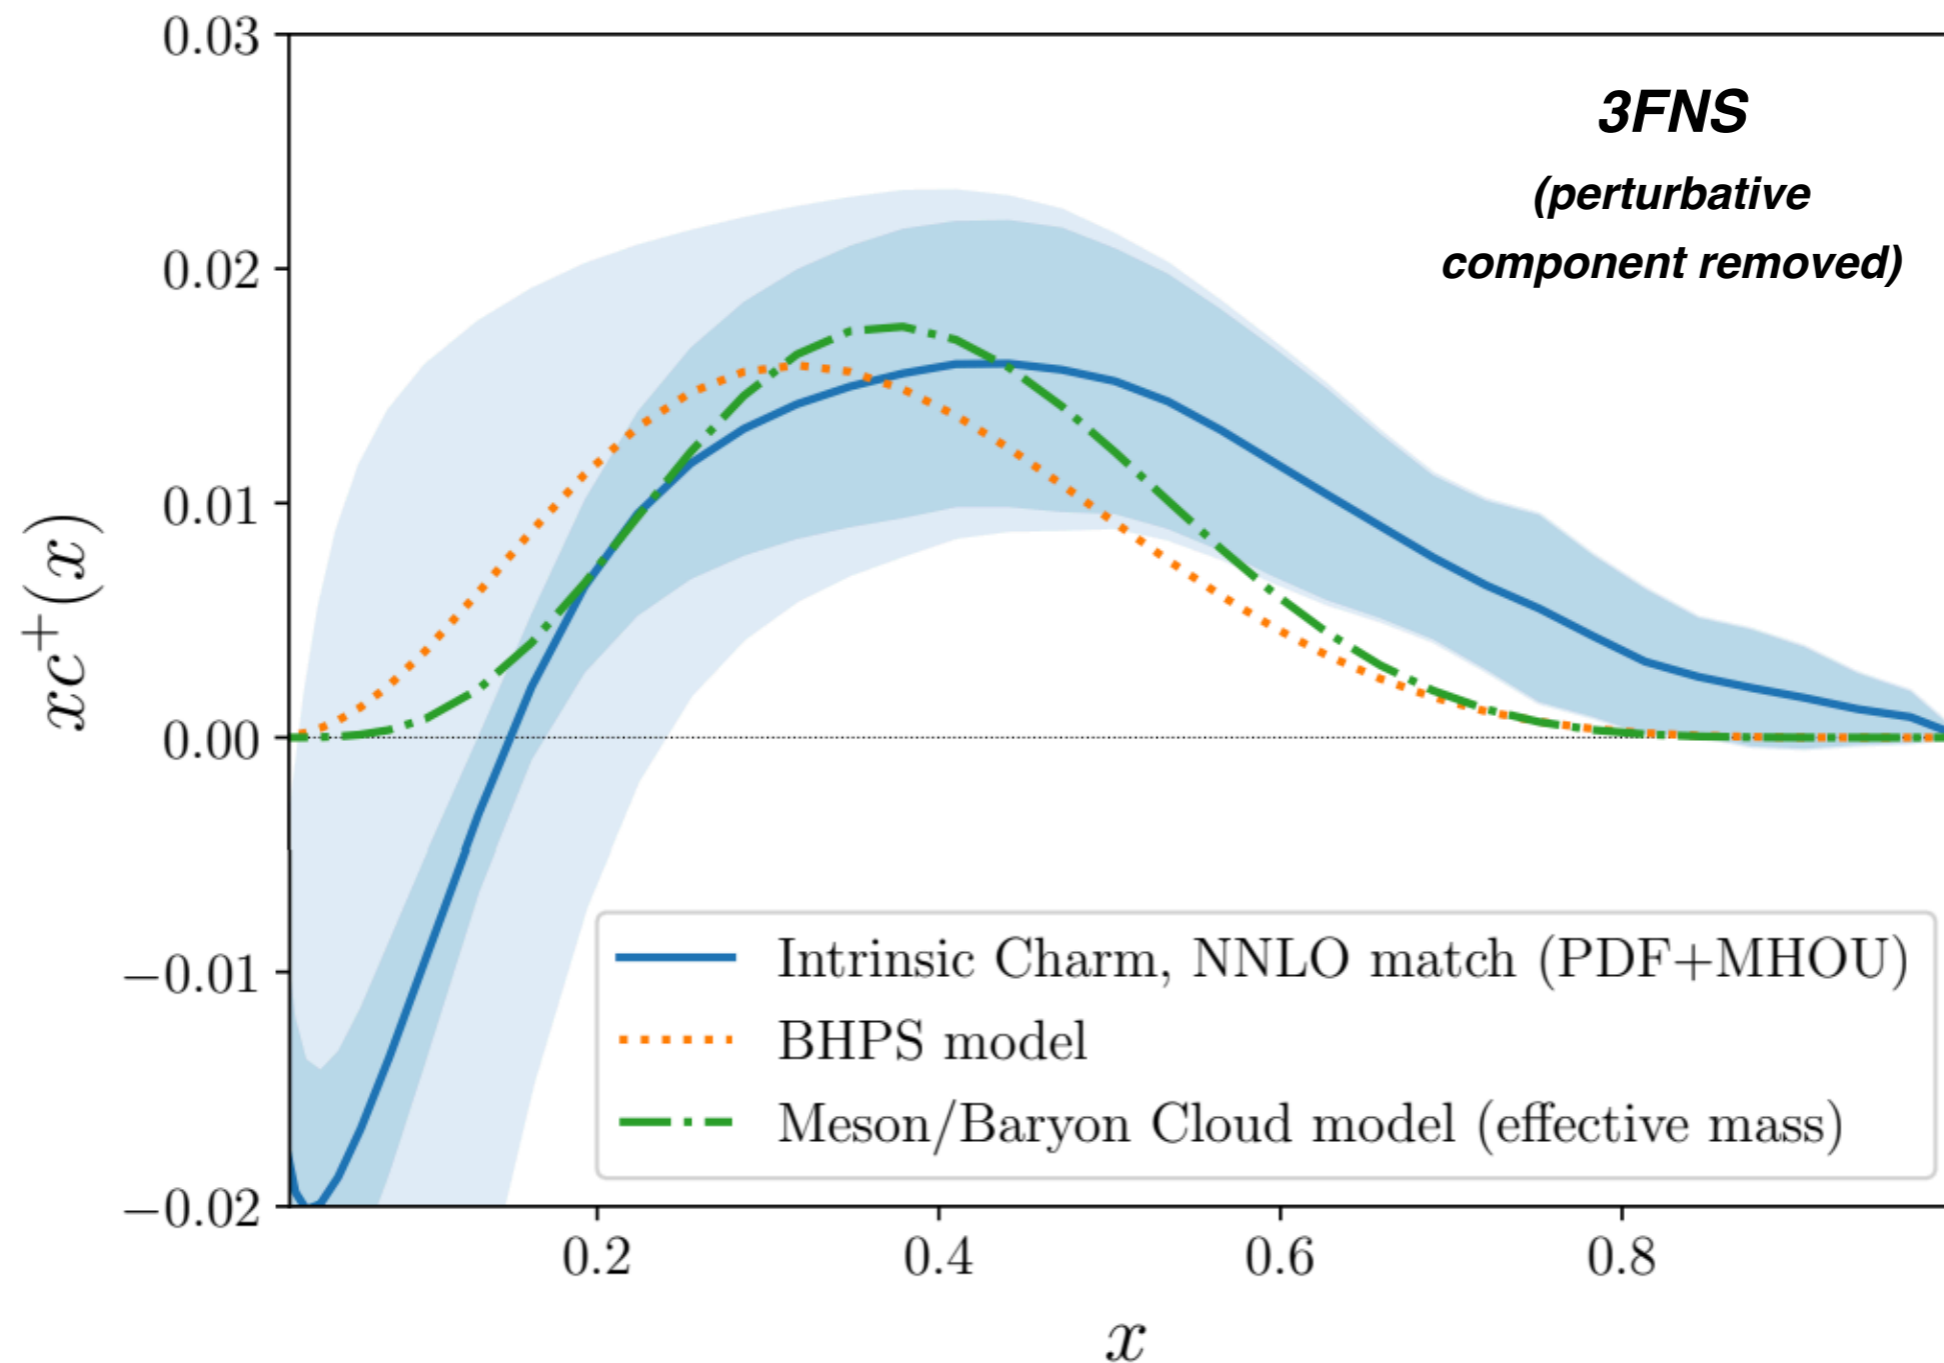 0.03
0.02
0.01
0.00
−0.01
−0.02
xc⁺(x)
3FNS
(perturbative
component removed)
Intrinsic Charm, NNLO match (PDF+MHOU)
BHPS model
Meson/Baryon Cloud model (effective mass)
0.2 0.4 0.6 0.8
x